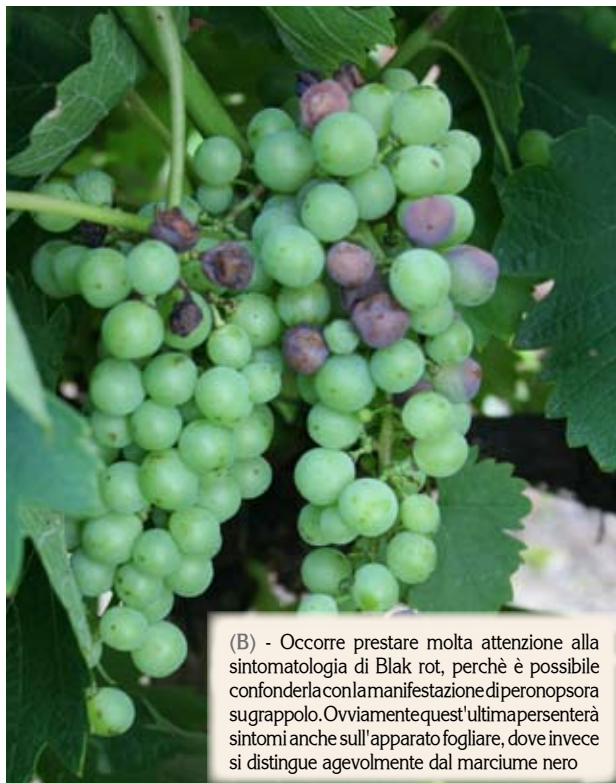 (B) - Occorre prestare molta attenzione alla
sintomatologia di Blak rot, perchè è possibile
confonderla con la manifestazione di peronopsora
su grappolo. Ovviamente quest'ultima persenterà
sintomi anche sull'apparato fogliare, dove invece
si distingue agevolmente dal marciume nero